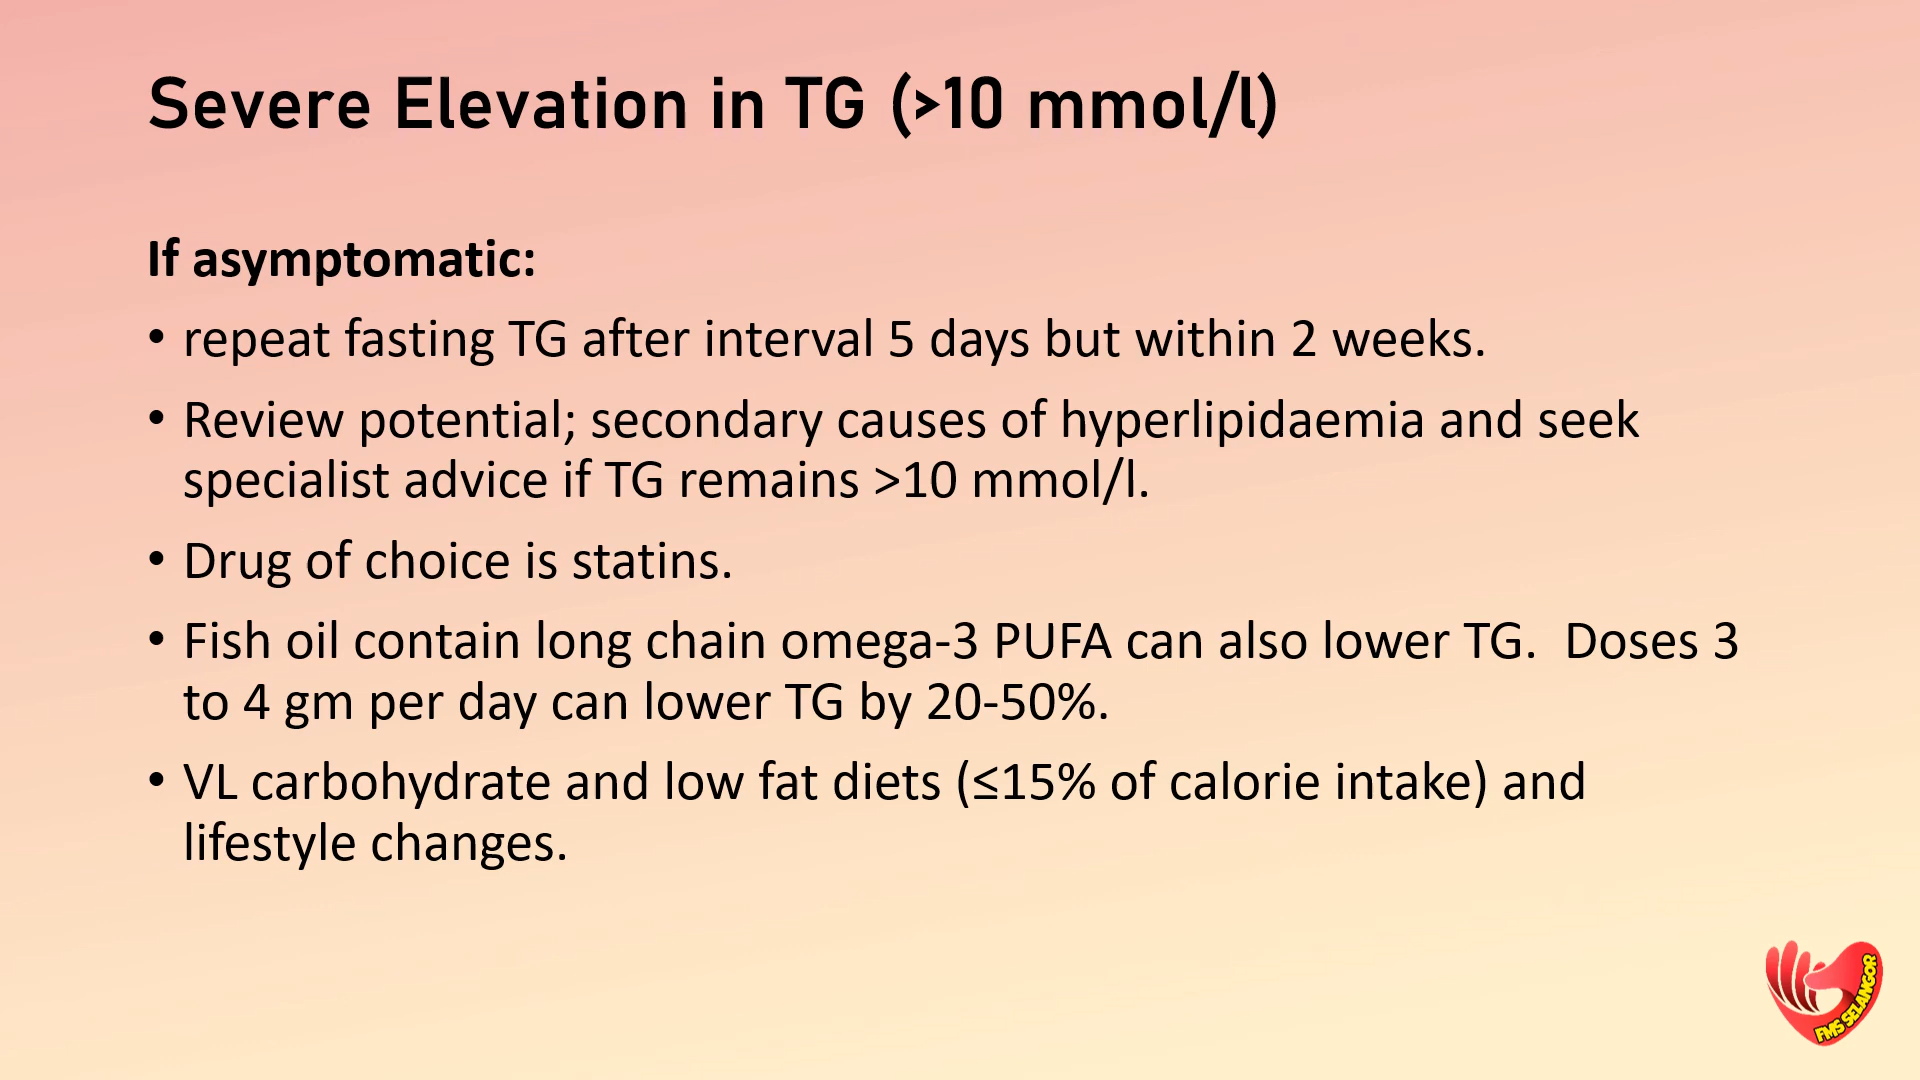 Severe Elevation in TG (>10 mmol/l)
If asymptomatic:
• repeat fasting TG after interval 5 days but within 2 weeks.
• Review potential; secondary causes of hyperlipidaemia and seek
specialist advice if TG remains >10 mmol/l.
• Drug of choice is statins.
• Fish oil contain long chain omega-3 PUFA can also lower TG.  Doses 3
to 4 gm per day can lower TG by 20-50%.
• VL carbohydrate and low fat diets (≤15% of calorie intake) and
lifestyle changes.
FMS SELANGOR